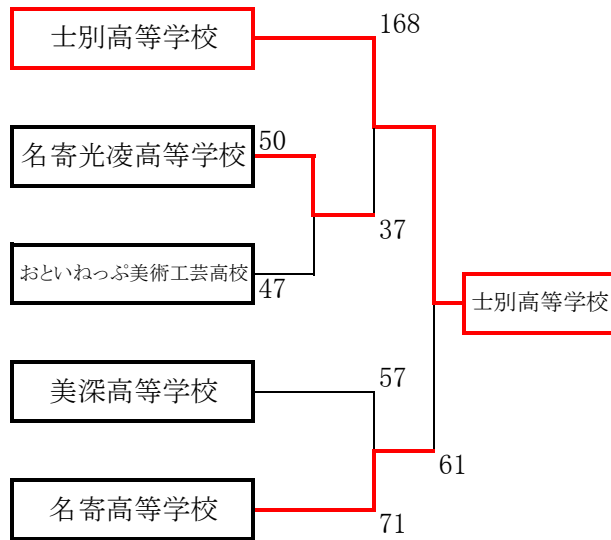 士別高等学校
168
名寄光凌高等学校
50
37
おといねっぷ美術工芸高校
47
士別高等学校
美深高等学校
57
61
名寄高等学校
71